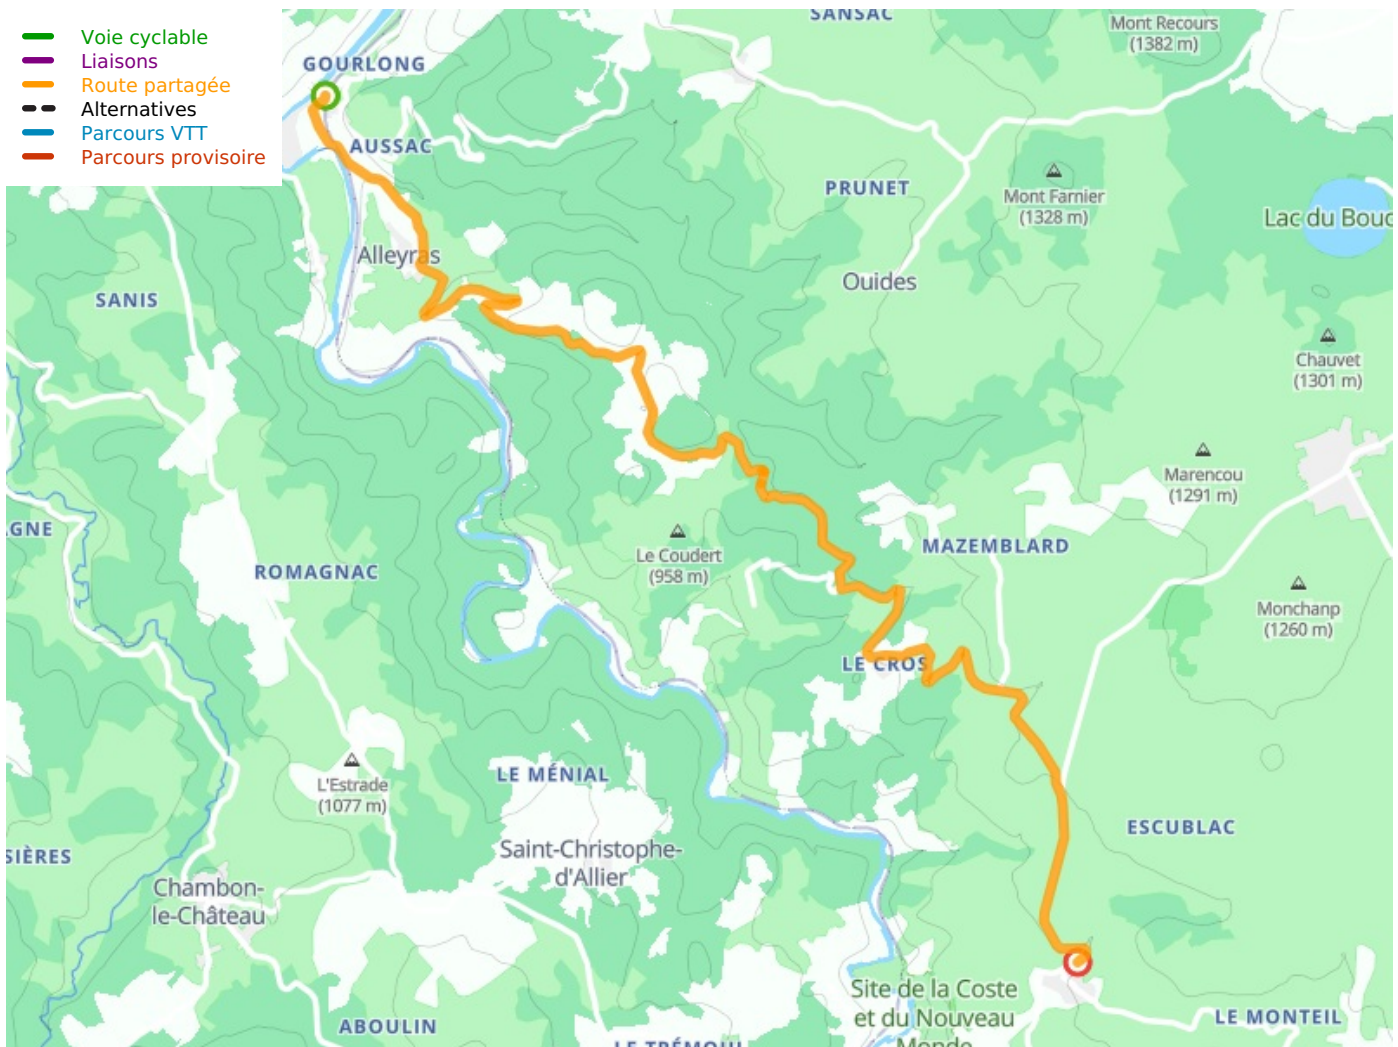 Voie cyclable
Liaisons
Route partagée
Alternatives
Parcours VTT
Parcours provisoire
SANSAC
Mont Recours
(1382 m)
GOURLONG
AUSSAC
PRUNET
Mont Farnier
(1328 m)
Lac du Bouc
Alleyras
Ouides
SANIS
Chauvet
(1301 m)
Marencou
(1291 m)
AGNE
MAZEMBLARD
Le Coudert
(958 m)
ROMAGNAC
Monchanp
(1260 m)
LE CROS
L'Estrade
(1077 m)
LE MÉNIAL
ESCUBLAC
SIÈRES
Saint-Christophe-
d'Allier
Chambon-
le-Château
Site de la Coste
et du Nouveau
Monde
LE MONTEIL
ABOULIN
LE TRÉMOUL